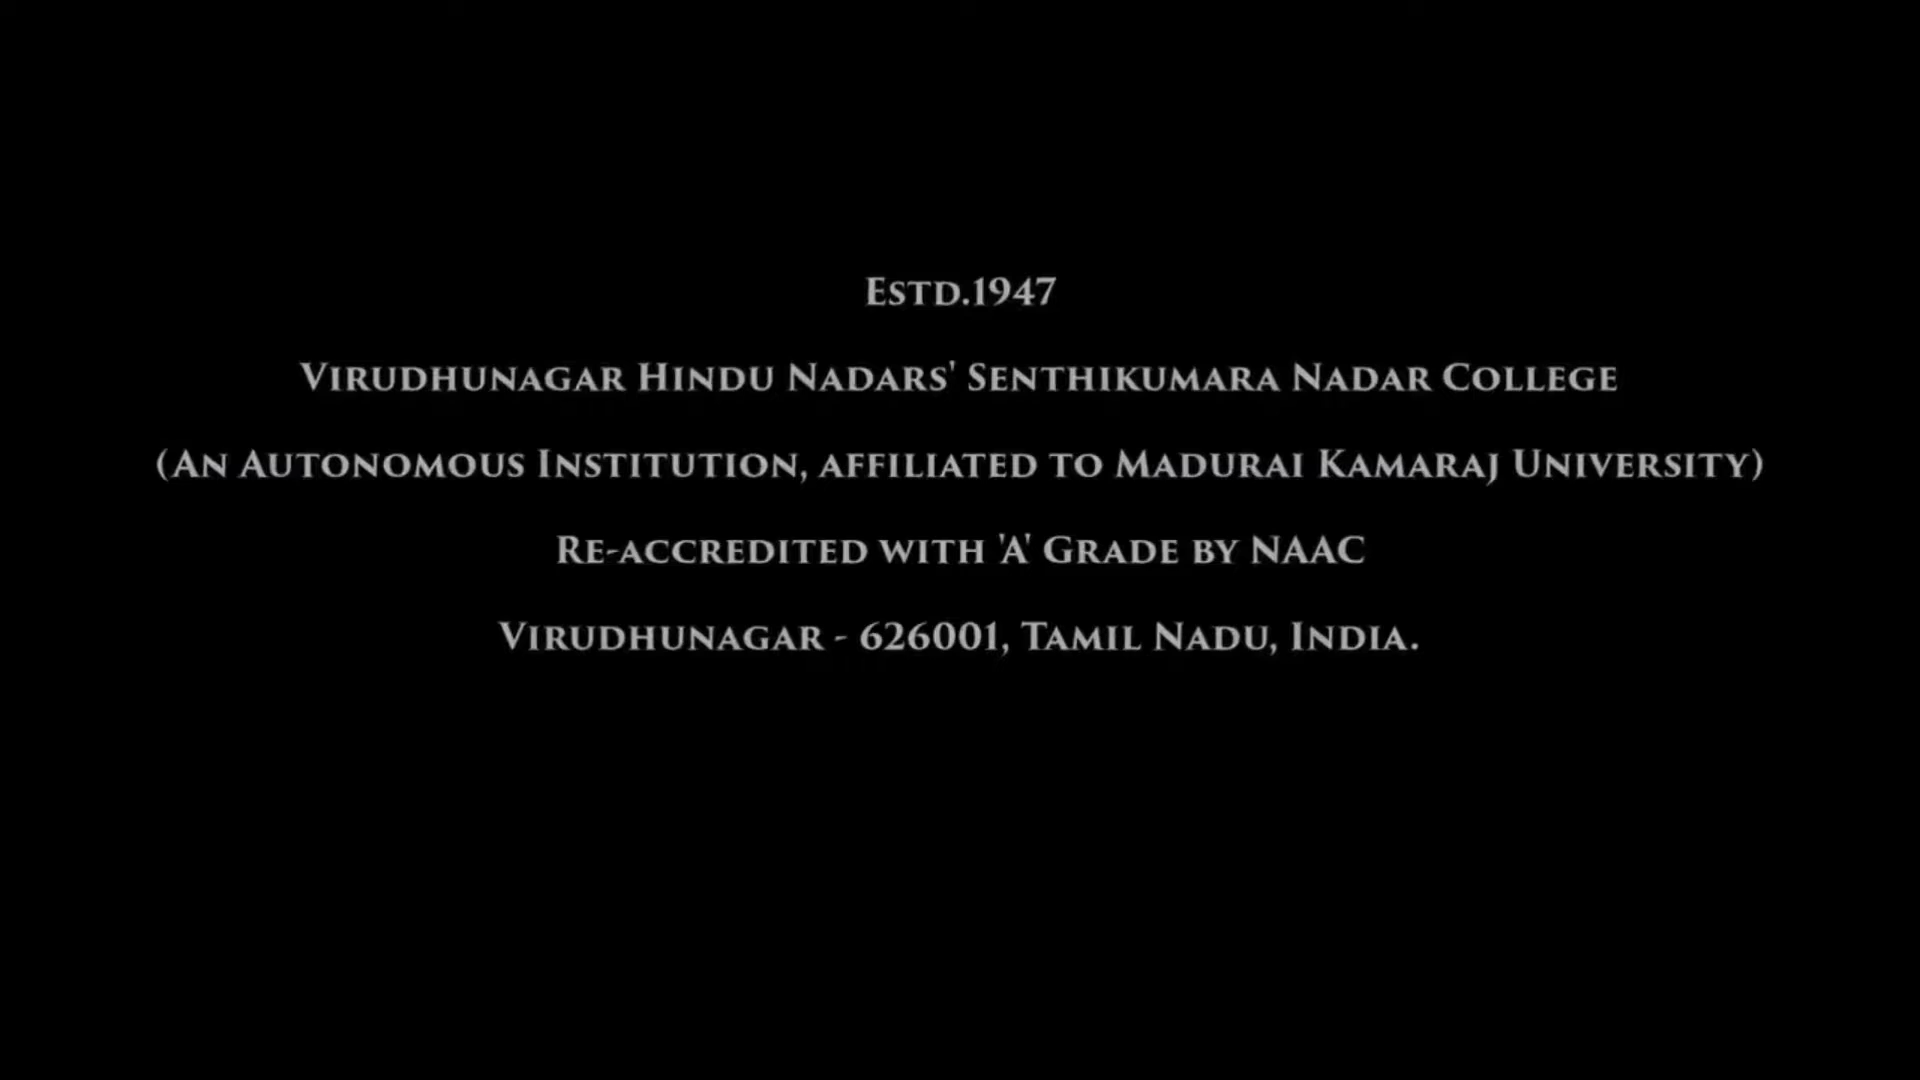 Estd.1947
Virudhunagar Hindu Nadars' Senthikumara Nadar College
(An Autonomous Institution, affiliated to Madurai Kamaraj University)
Re-accredited with 'A' Grade by NAAC
Virudhunagar - 626001, Tamil Nadu, India.